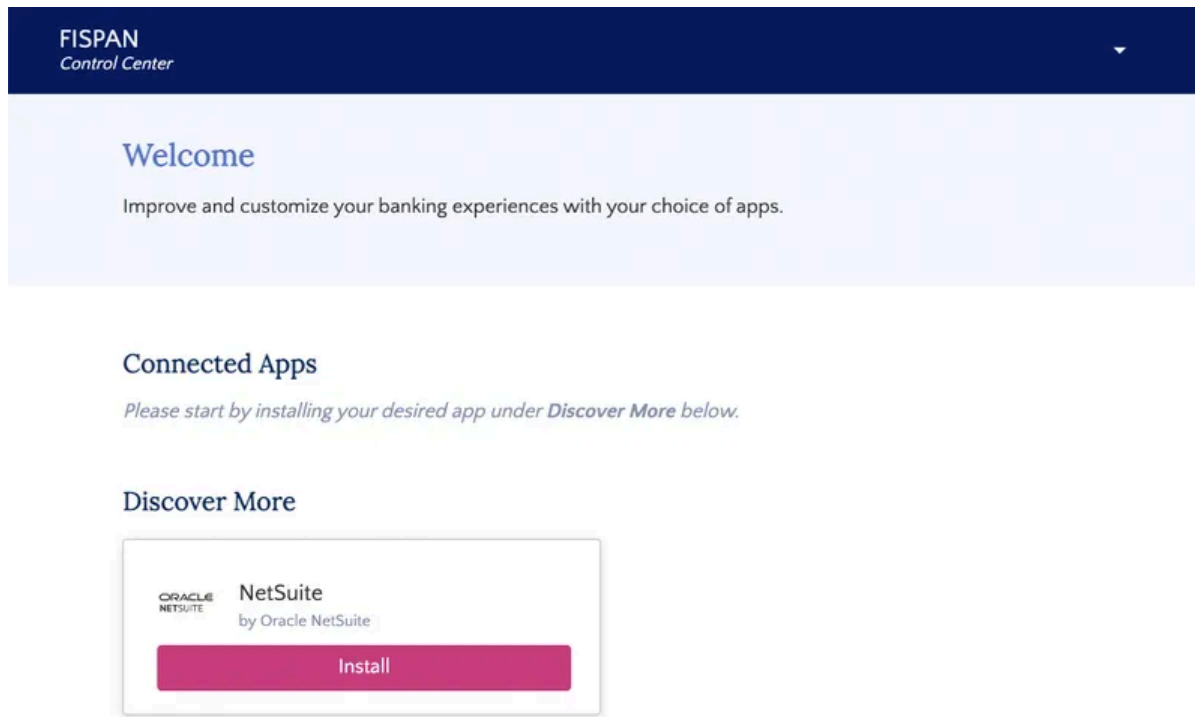 FISPAN
Control Center
Welcome
Improve and customize your banking experiences with your choice of apps.
Connected Apps
Please start by installing your desired app under Discover More below.
Discover More
ORACLE
NETSUITE
NetSuite
by Oracle NetSuite
Install